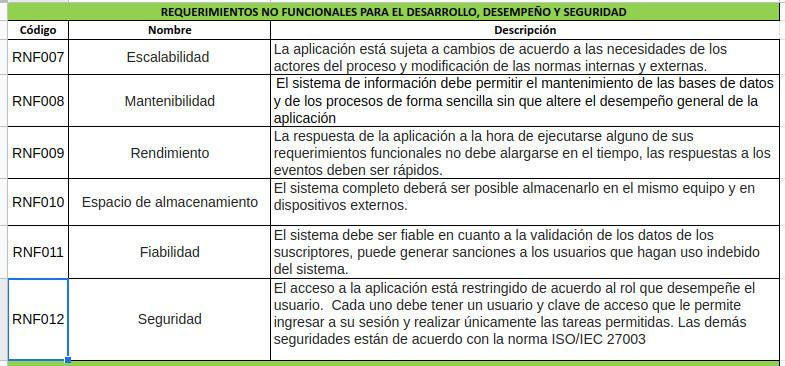 REQUERIMIENTOS NO FUNCIONALES PARA EL DESARROLLO, DESEMPEÑO Y SEGURIDAD
Código Nombre Descripción
RNF007 Escalabilidad La aplicación está sujeta a cambios de acuerdo a las necesidades de los
actores del proceso y modificación de las normas internas y externas.
RNF008 Mantenibilidad El sistema de información debe permitir el mantenimiento de las bases de datos
y de los procesos de forma sencilla sin que altere el desempeño general de la
aplicación
RNF009 Rendimiento La respuesta de la aplicación a la hora de ejecutarse alguno de sus
requerimientos funcionales no debe alargarse en el tiempo, las respuestas a los
eventos deben ser rápidos.
RNF010 Espacio de almacenamiento El sistema completo deberá ser posible almacenarlo en el mismo equipo y en
dispositivos externos.
RNF011 Fiabilidad El sistema debe ser fiable en cuanto a la validación de los datos de los
suscriptores, puede generar sanciones a los usuarios que hagan uso indebido
del sistema.
RNF012 Seguridad El acceso a la aplicación está restringido de acuerdo al rol que desempeñe el
usuario. Cada uno debe tener un usuario y clave de acceso que le permite
ingresar a su sesión y realizar únicamente las tareas permitidas. Las demás
seguridades están de acuerdo con la norma ISO/IEC 27003